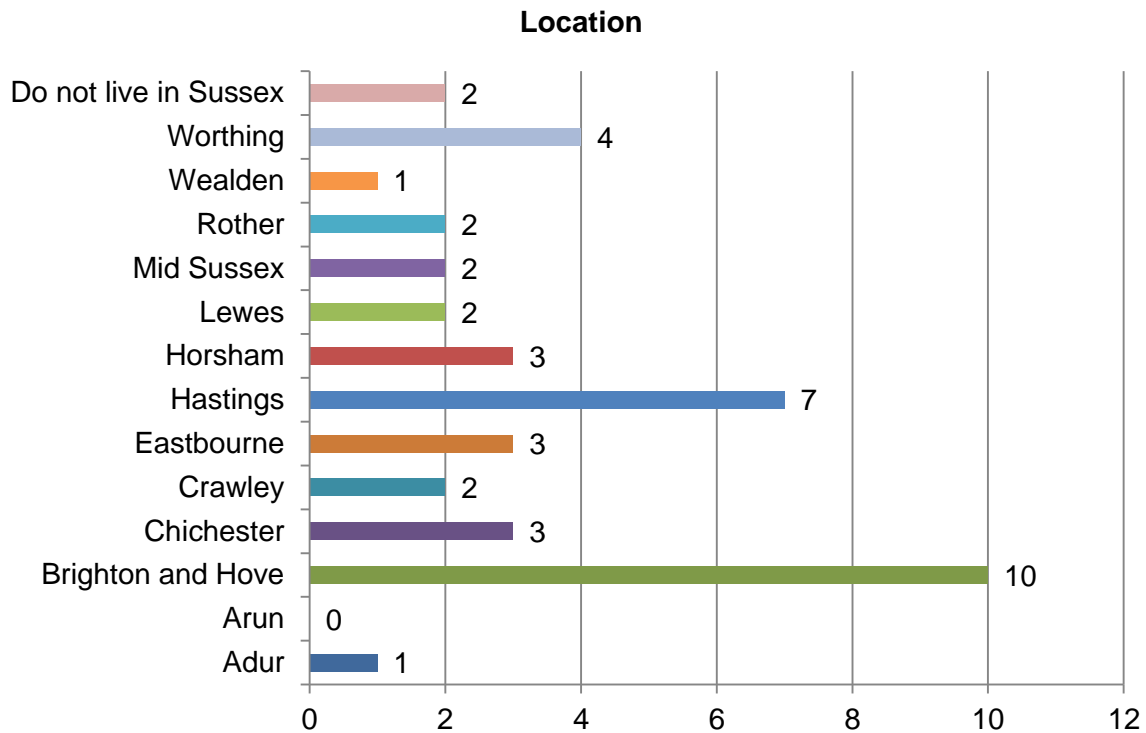 Location
Do not live in Sussex 2
Worthing 4
Wealden 1
Rother 2
Mid Sussex 2
Lewes 2
Horsham 3
Hastings 7
Eastbourne 3
Crawley 2
Chichester 3
Brighton and Hove 10
Arun 0
Adur 1
0 2 4 6 8 10 12